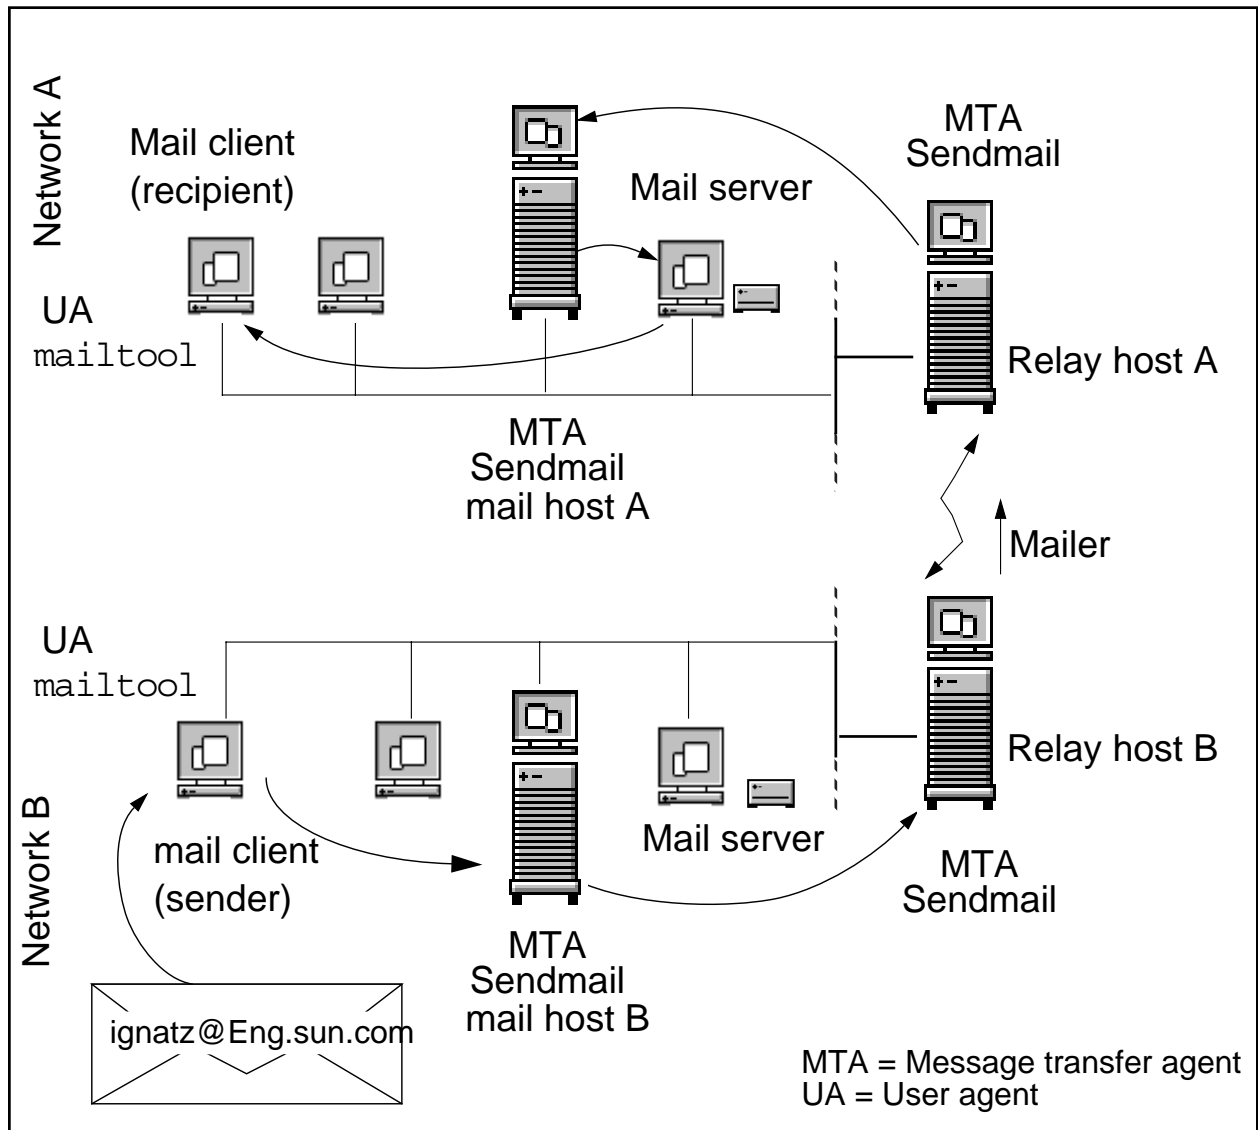 Network A
Mail client
(recipient)
Mail server
MTA
Sendmail
UA
mailtool
Relay host A
MTA
Sendmail
mail host A
Mailer
UA
mailtool
Relay host B
Network B
mail client
(sender)
Mail server
MTA
Sendmail
MTA
Sendmail
mail host B
ignatz@Eng.sun.com
MTA = Message transfer agent
UA = User agent